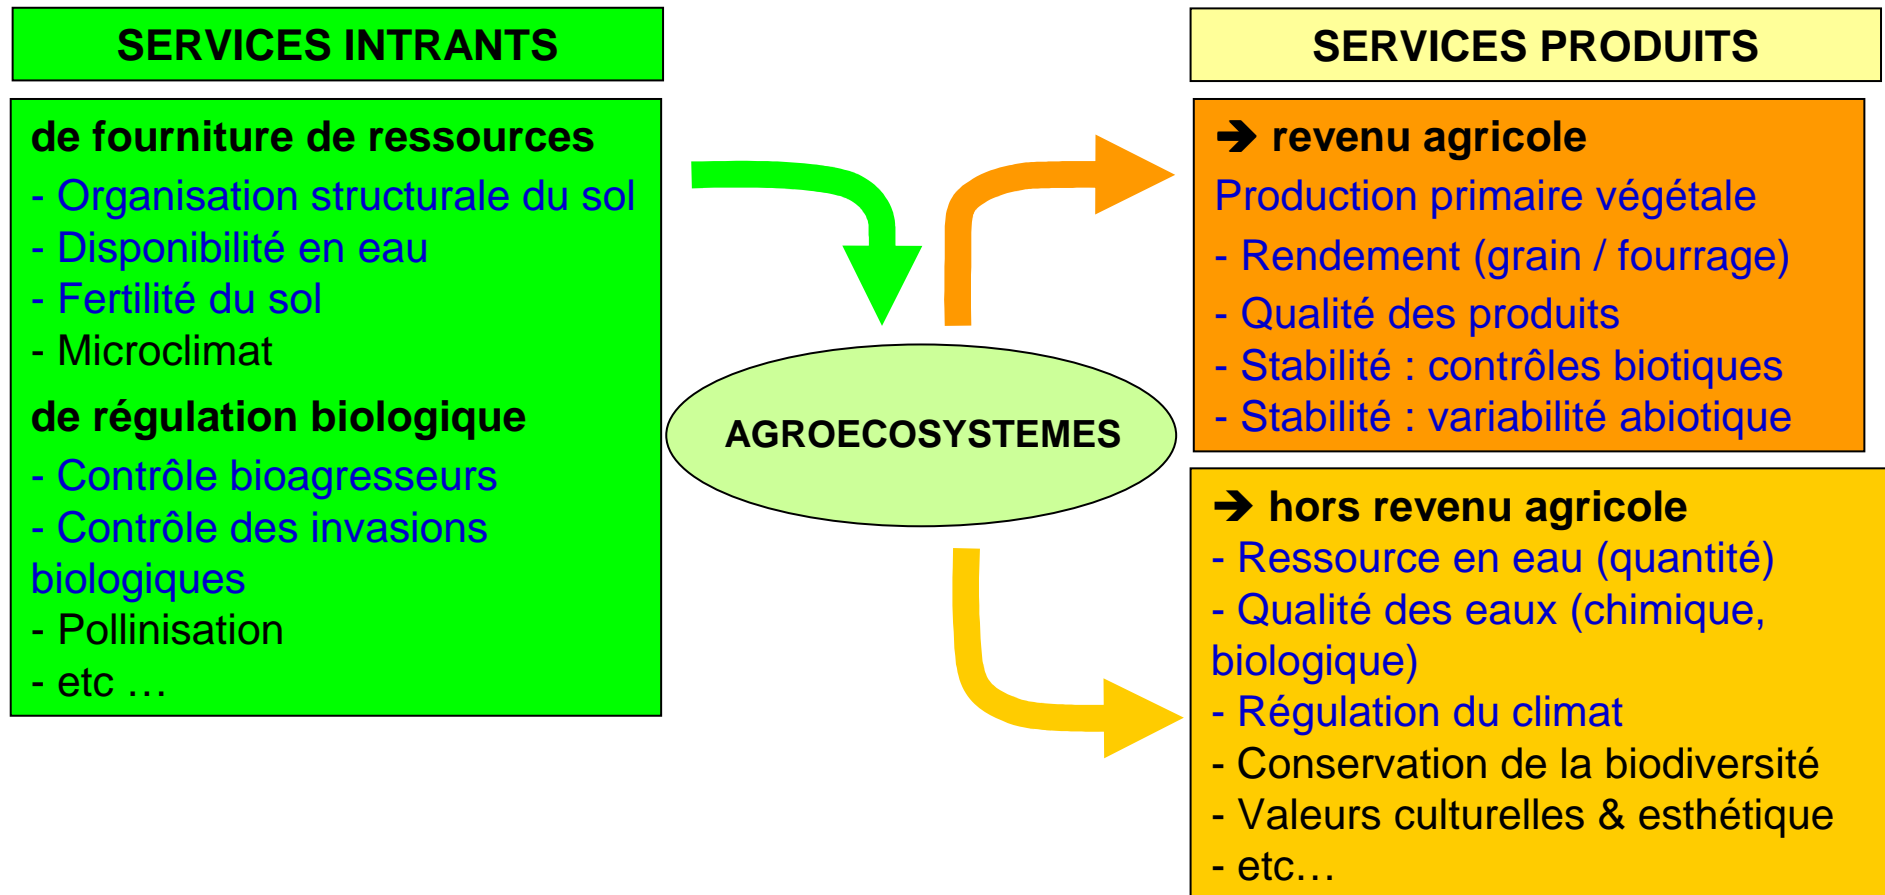 SERVICES INTRANTS
de fourniture de ressources
- Organisation structurale du sol
- Disponibilité en eau
- Fertilité du sol
- Microclimat
de régulation biologique
- Contrôle bioagresseurs
- Contrôle des invasions
biologiques
- Pollinisation
- etc …
AGROECOSYSTEMES
SERVICES PRODUITS
➔ revenu agricole
Production primaire végétale
- Rendement (grain / fourrage)
- Qualité des produits
- Stabilité : contrôles biotiques
- Stabilité : variabilité abiotique
➔ hors revenu agricole
- Ressource en eau (quantité)
- Qualité des eaux (chimique,
biologique)
- Régulation du climat
- Conservation de la biodiversité
- Valeurs culturelles & esthétique
- etc…